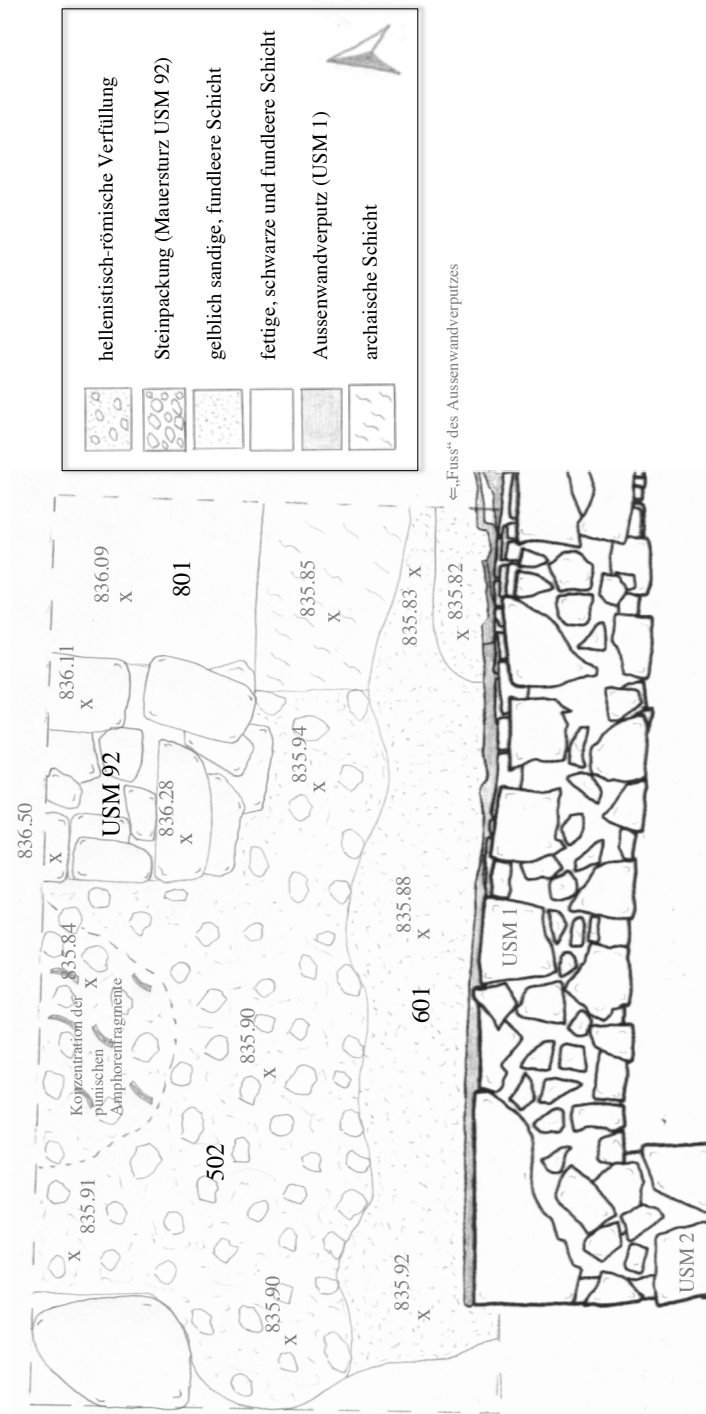 hellenistisch-römische Verfüllung
Steinpackung (Mauersturz USM 92)
gelblich sandige, fundleere Schicht
fettige, schwarze und fundleere Schicht
Aussenwandverputz (USM 1)
archaische Schicht
⇐„Fuss“ des Aussenwandverputzes
836.50
X
836.11
X
836.09
X
801
USM 92
836.28
X
835.84
X
Konzentration der
punischen
Amphorenfragmente
835.91
X
835.85
X
835.94
X
835.90
X
502
835.90
X
835.83
X
835.82
X
835.88
X
601
835.92
X
USM 1
USM 2